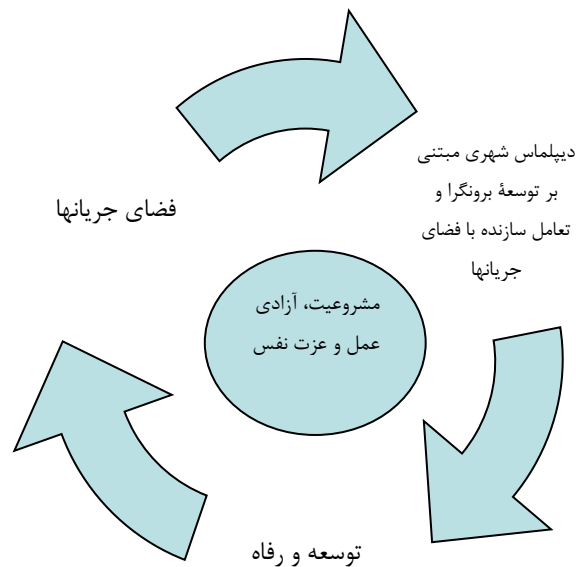 دیپلماس شهری مبتنی
بر توسعۀ برونگرا و
تعامل سازنده با فضای
جریانها
فضای جریانها
مشروعیت، آزادی
عمل و عزت نفس
توسعه و رفاه